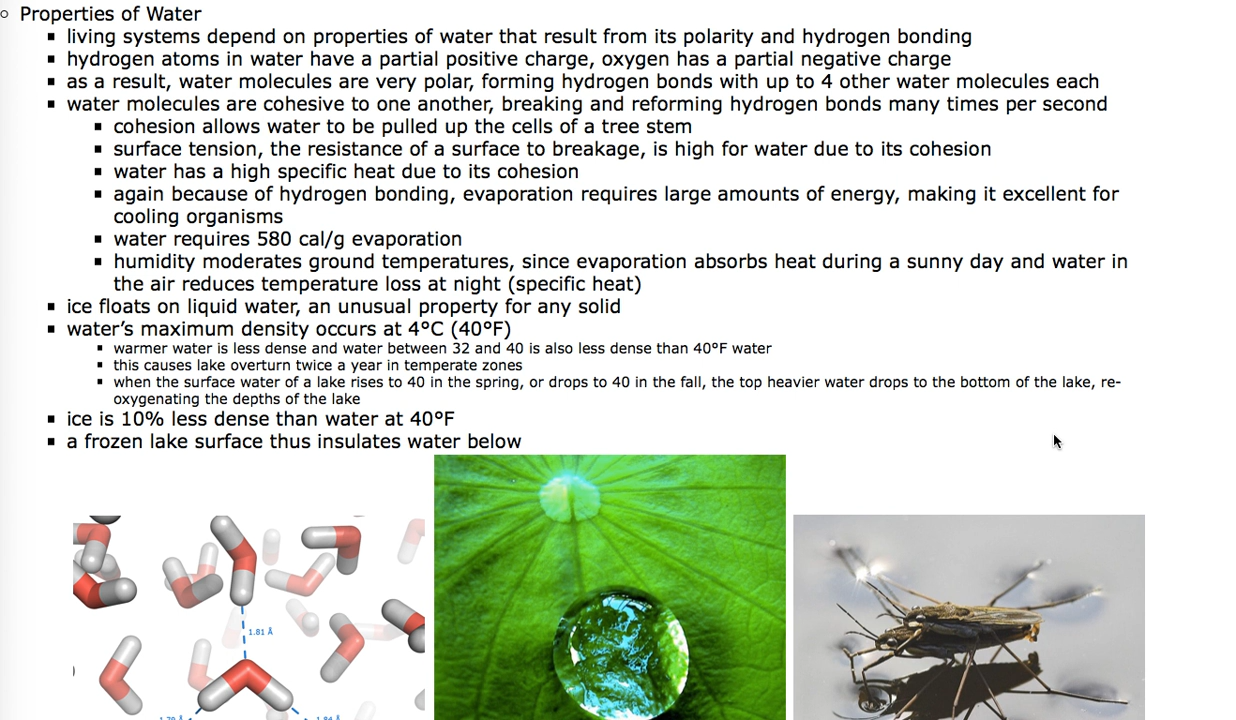 Properties of Water
living systems depend on properties of water that result from its polarity and hydrogen bonding
hydrogen atoms in water have a partial positive charge, oxygen has a partial negative charge
as a result, water molecules are very polar, forming hydrogen bonds with up to 4 other water molecules each
water molecules are cohesive to one another, breaking and reforming hydrogen bonds many times per second
cohesion allows water to be pulled up the cells of a tree stem
surface tension, the resistance of a surface to breakage, is high for water due to its cohesion
water has a high specific heat due to its cohesion
again because of hydrogen bonding, evaporation requires large amounts of energy, making it excellent for
cooling organisms
water requires 580 cal/g evaporation
humidity moderates ground temperatures, since evaporation absorbs heat during a sunny day and water in
the air reduces temperature loss at night (specific heat)
ice floats on liquid water, an unusual property for any solid
water’s maximum density occurs at 4°C (40°F)
warmer water is less dense and water between 32 and 40 is also less dense than 40°F water
this causes lake overturn twice a year in temperate zones
when the surface water of a lake rises to 40 in the spring, or drops to 40 in the fall, the top heavier water drops to the bottom of the lake, re-
oxygenating the depths of the lake
ice is 10% less dense than water at 40°F
a frozen lake surface thus insulates water below
1.81 Å